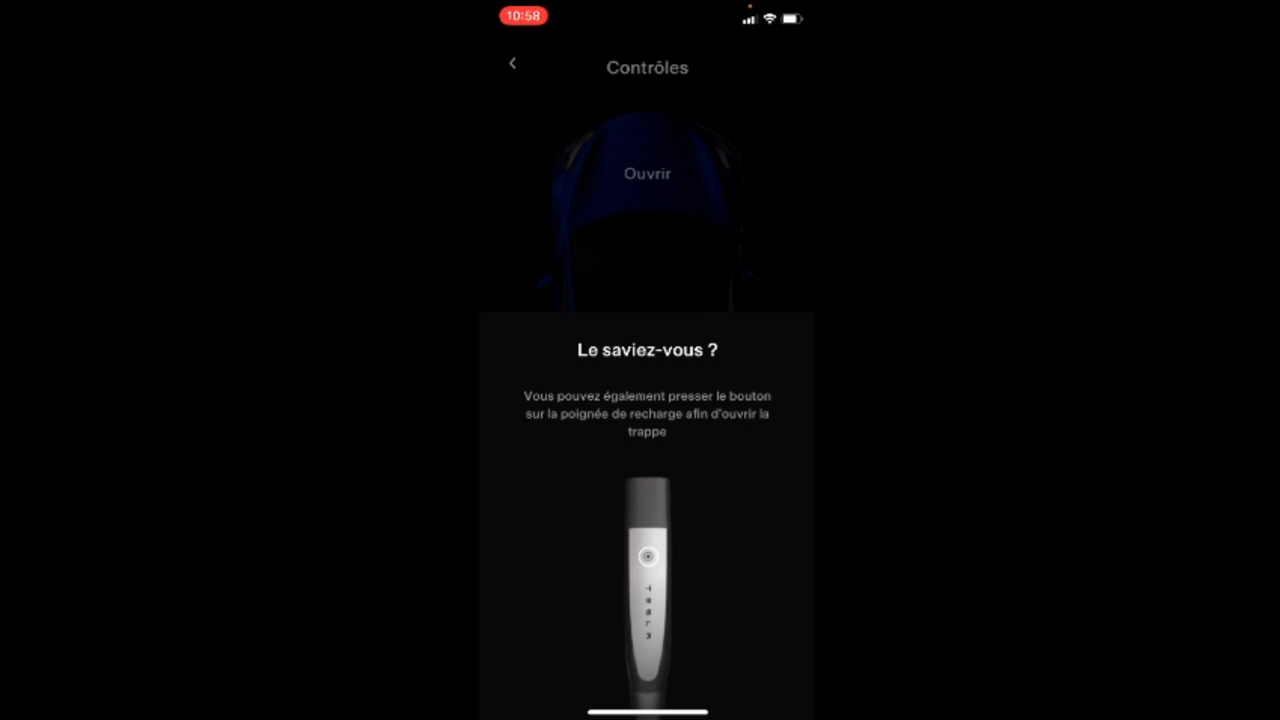 10:58
Contrôles
Ouvrir
Le saviez-vous ?
Vous pouvez également presser le bouton
sur la poignée de recharge afin d'ouvrir la
trappe
TESLA